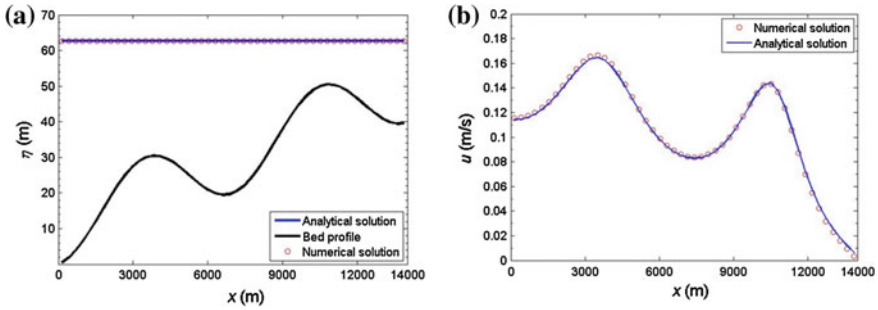 (a)
70
60
50
40
30
20
10
η (m)
0 3000 6000 9000 12000 14000
x (m)
Analytical solution
Bed profile
Numerical solution
(b)
0.2
0.18
0.16
0.14
0.12
0.1
0.08
0.06
0.04
0.02
0
u (m/s)
0 3000 6000 9000 12000 14000
x (m)
Numerical solution
Analytical solution